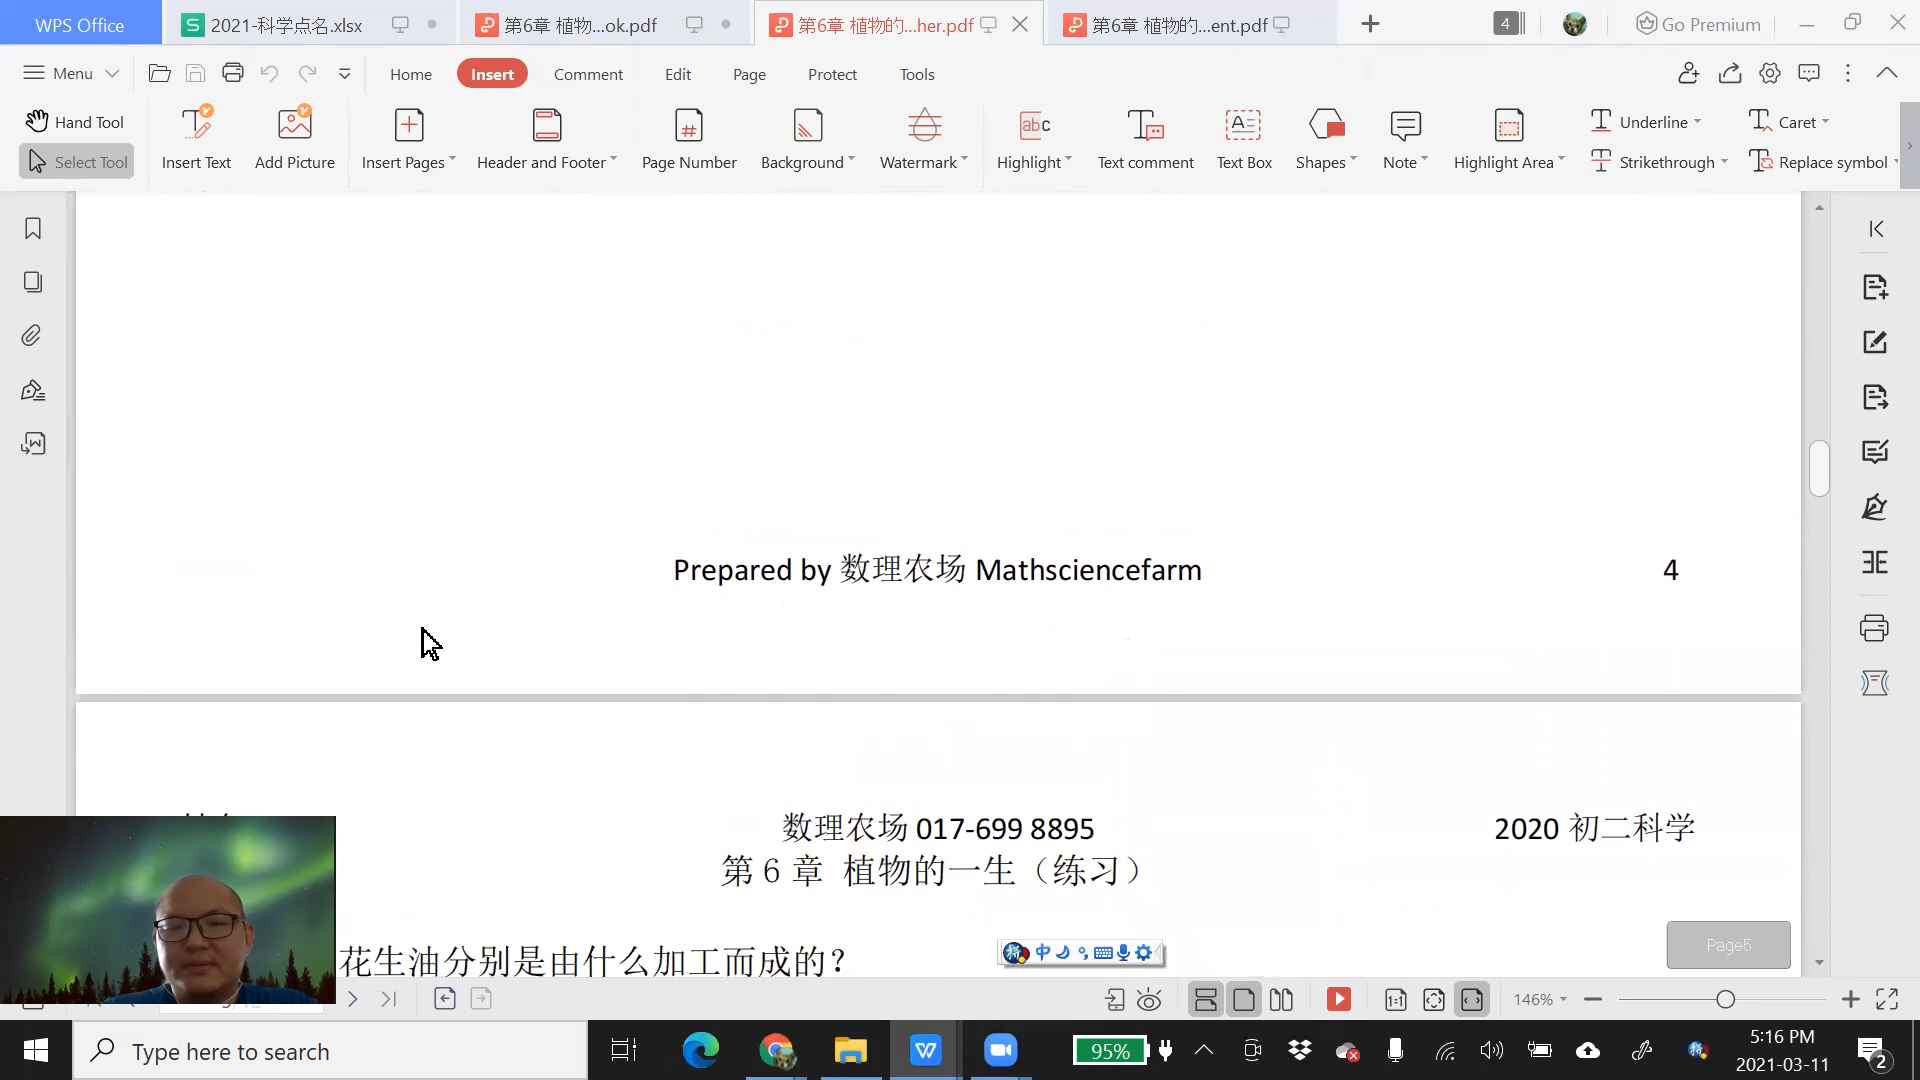 WPS Office
2021-科学点名.xlsx
第6章 植物...ok.pdf
第6章 植物的...her.pdf
第6章 植物的...ent.pdf
4
Go Premium
Menu
Home
Insert
Comment
Edit
Page
Protect
Tools
Hand Tool
Select Tool
Insert Text
Add Picture
Insert Pages
Header and Footer
Page Number
Background
Watermark
Highlight
Text comment
Text Box
Shapes
Note
Highlight Area
Underline
Strikethrough
Caret
Replace symbol
Prepared by 数理农场 Mathsciencefarm
4
数理农场 017-699 8895
2020 初二科学
第 6 章 植物的一生（练习）
花生油分别是由什么加工而成的？
Page5
中
146%
Type here to search
95%
5:16 PM
2021-03-11
2